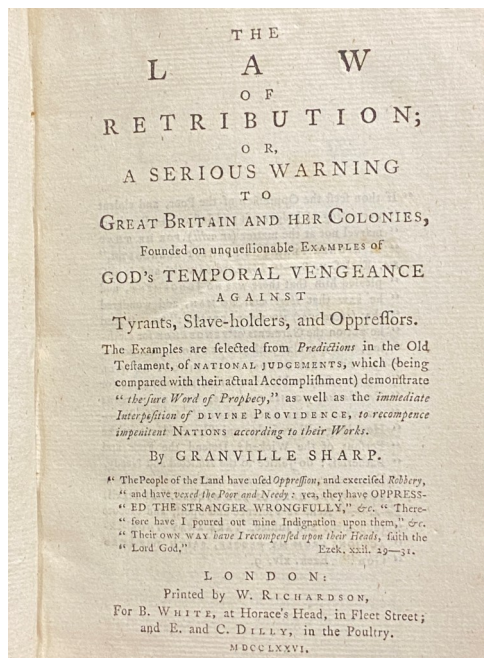 THE
LAW
OF
RETRIBUTION;
OR,
A SERIOUS WARNING
TO
GREAT BRITAIN AND HER COLONIES,
Founded on unqueſtionable EXAMPLES of
GOD's TEMPORAL VENGEANCE
AGAINST
Tyrants, Slave-holders, and Oppreſſors.
The Examples are ſelected from Predictions in the Old
Teſtament, of NATIONAL JUDGEMENTS, which (being
compared with their actual Accompliſhment) demonſtrate
“ the ſure Word of Prophecy,” as well as the immediate
Interpoſition of DIVINE PROVIDENCE, to recompence
impenitent NATIONS according to their Works.
By GRANVILLE SHARP.
“ The People of the Land have uſed Oppreſſion, and exerciſed Robbery,
“ and have vexed the Poor and Needy : yea, they have OPPRESS-
“ ED THE STRANGER WRONGFULLY,” &c. “ There-
“ fore have I poured out mine Indignation upon them,” &c.
“ Their OWN WAY have I recompenſed upon their Heads, ſaith the
“ Lord God,” Ezek. xxii. 29—31.
LONDON:
Printed by W. RICHARDSON,
For B. WHITE, at Horace's Head, in Fleet Street;
and E. and C. DILLY, in the Poultry.
MDCCLXXVI.